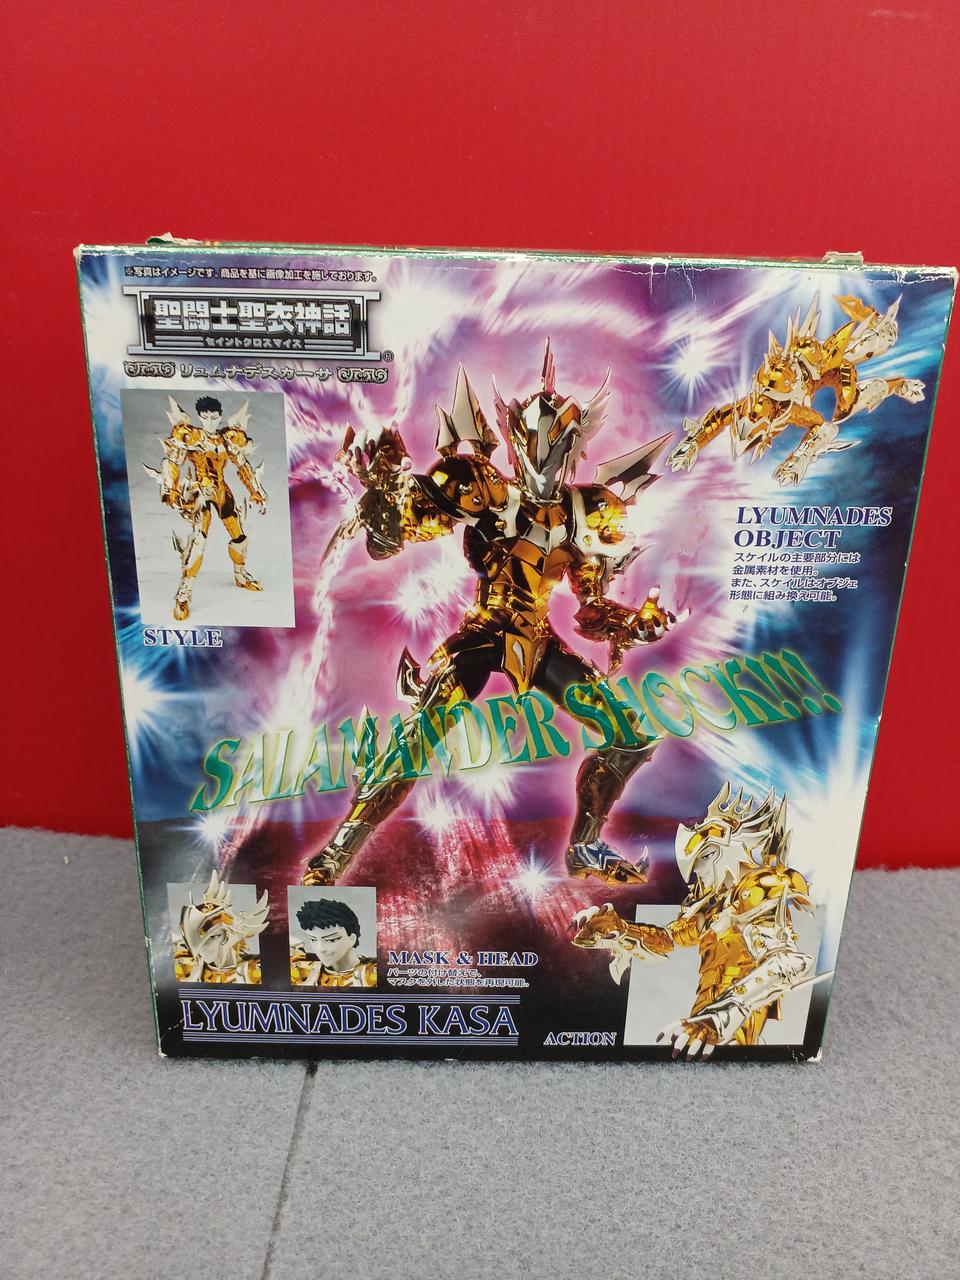 ※写真はイメージです。商品を基に画像加工を施しております。
聖闘士聖衣神話
セイントクロスマイス
®
リュムナデスカーサ
STYLE
LYUMNADES
OBJECT
スケイルの主要部分には
金属素材を使用。
また、スケイルはオブジェ
形態に組み換え可能。
SALAMANDER SHOCK!!!
MASK & HEAD
パーツの付け替えで、
マスクを外した状態を再現可能。
LYUMNADES KASA
ACTION